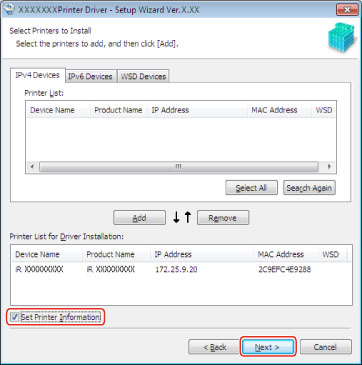 XXXXXXXPrinter Driver - Setup Wizard Ver.X.XX
Select Printers to Install
Select the printers to add, and then click [Add].
IPv4 Devices IPv6 Devices WSD Devices
Printer List:
Device Name Product Name IP Address MAC Address WSD
Select All Search Again
Add Remove
Printer List for Driver Installation:
Device Name Product Name IP Address MAC Address WSD
iR XXXXXXXXX iR XXXXXXXXX 172.25.9.20 2C9EFC4E9288
Set Printer Information
< Back Next > Cancel